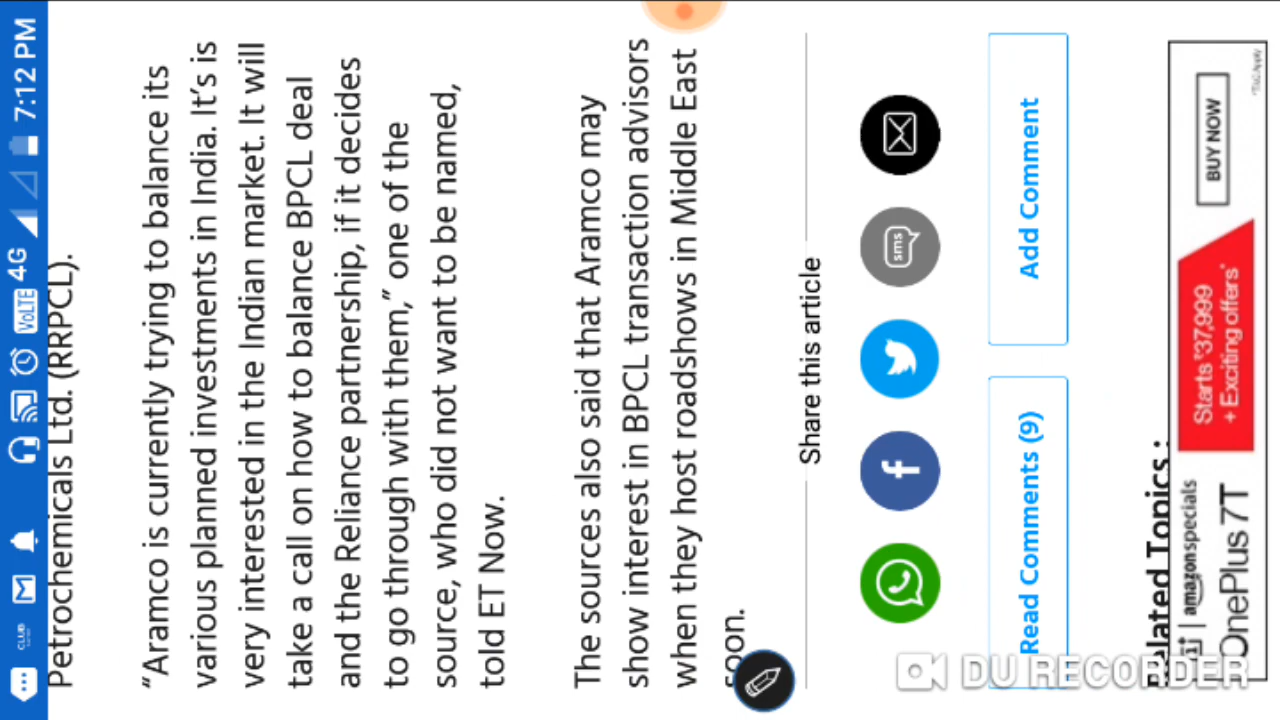 7:12 PM
VoLTE 4G
CLUB
Petrochemicals Ltd. (RRPCL).
“Aramco is currently trying to balance its
various planned investments in India. It’s is
very interested in the Indian market. It will
take a call on how to balance BPCL deal
and the Reliance partnership, if it decides
to go through with them,” one of the
source, who did not want to be named,
told ET Now.
The sources also said that Aramco may
show interest in BPCL transaction advisors
when they host roadshows in Middle East
soon.
Share this article
sms
Read Comments (9)
Add Comment
Related Topics :
amazonspecials
OnePlus 7T
Starts ₹37,999
+ Exciting offers*
BUY NOW
*T&C Apply
DU RECORDER